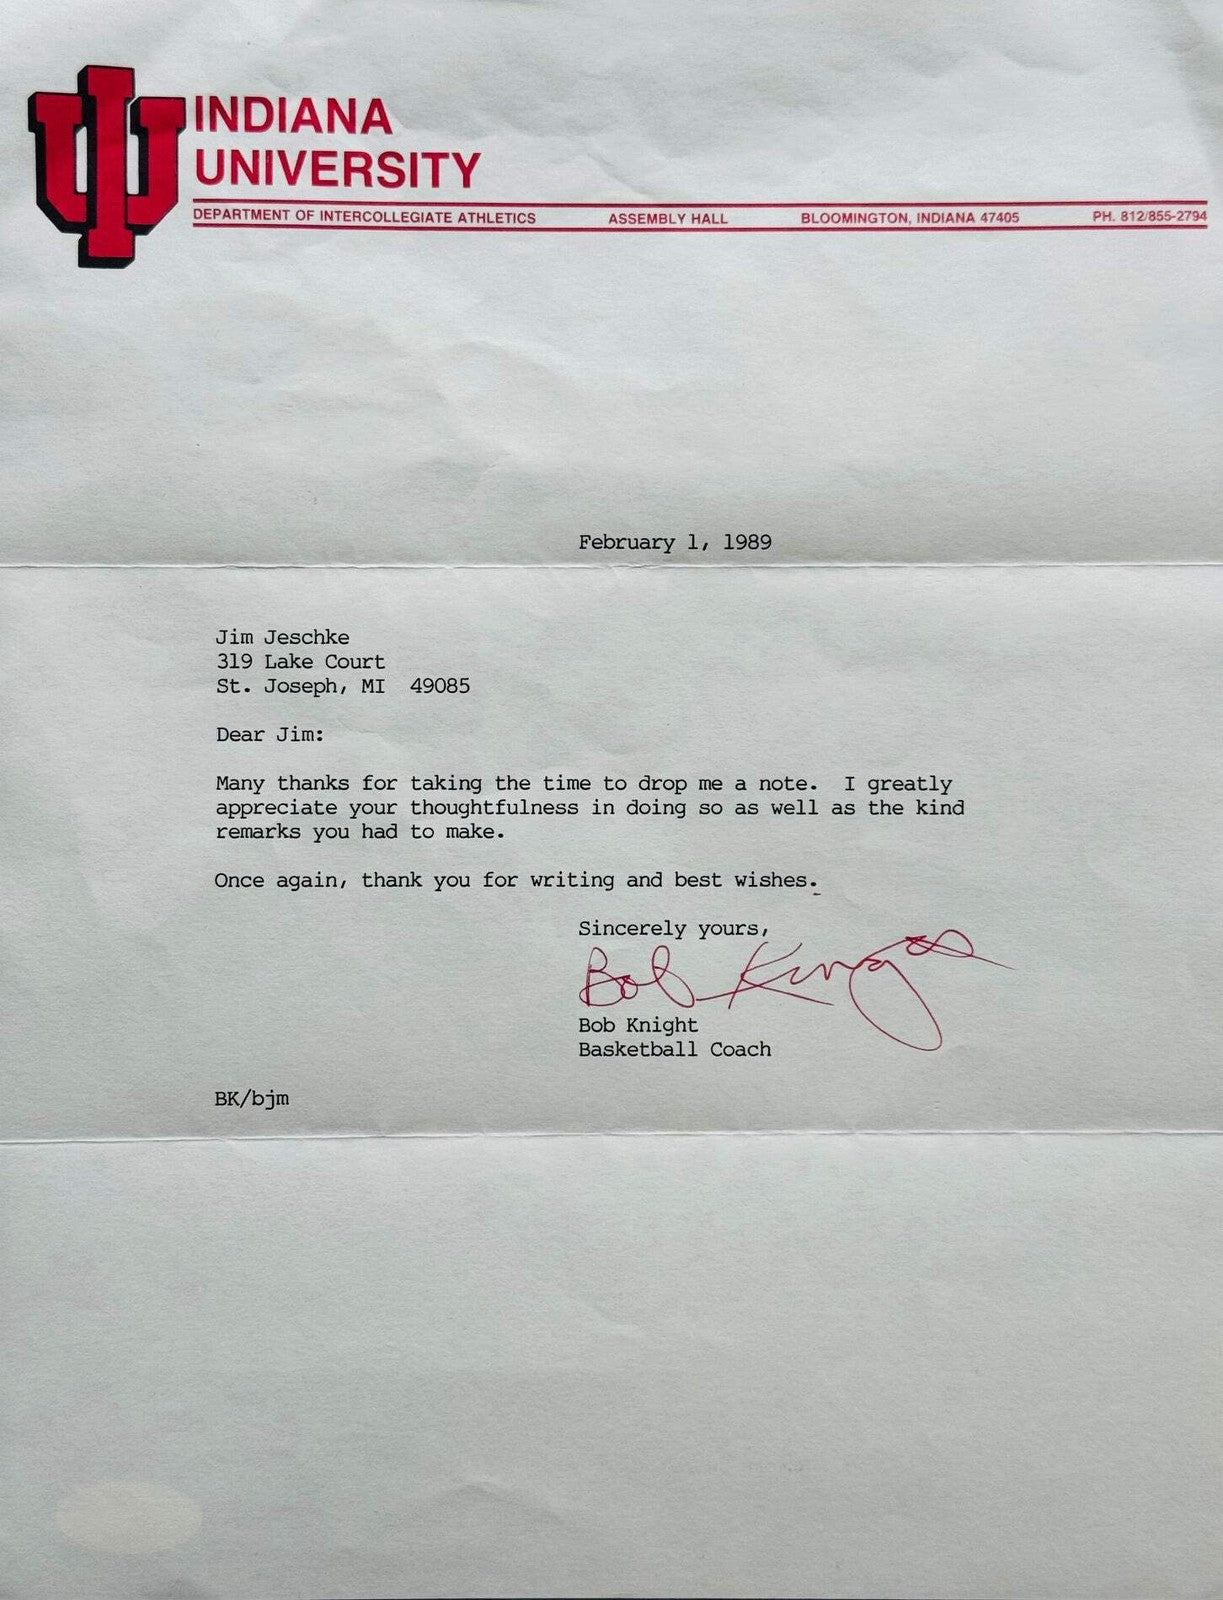 INDIANA
UNIVERSITY
DEPARTMENT OF INTERCOLLEGIATE ATHLETICS ASSEMBLY HALL BLOOMINGTON, INDIANA 47405 PH. 812/855-2794
February 1, 1989
Jim Jeschke
319 Lake Court
St. Joseph, MI 49085
Dear Jim:
Many thanks for taking the time to drop me a note. I greatly
appreciate your thoughtfulness in doing so as well as the kind
remarks you had to make.
Once again, thank you for writing and best wishes.
Sincerely yours,
Bob Knight
Bob Knight
Basketball Coach
BK/bjm